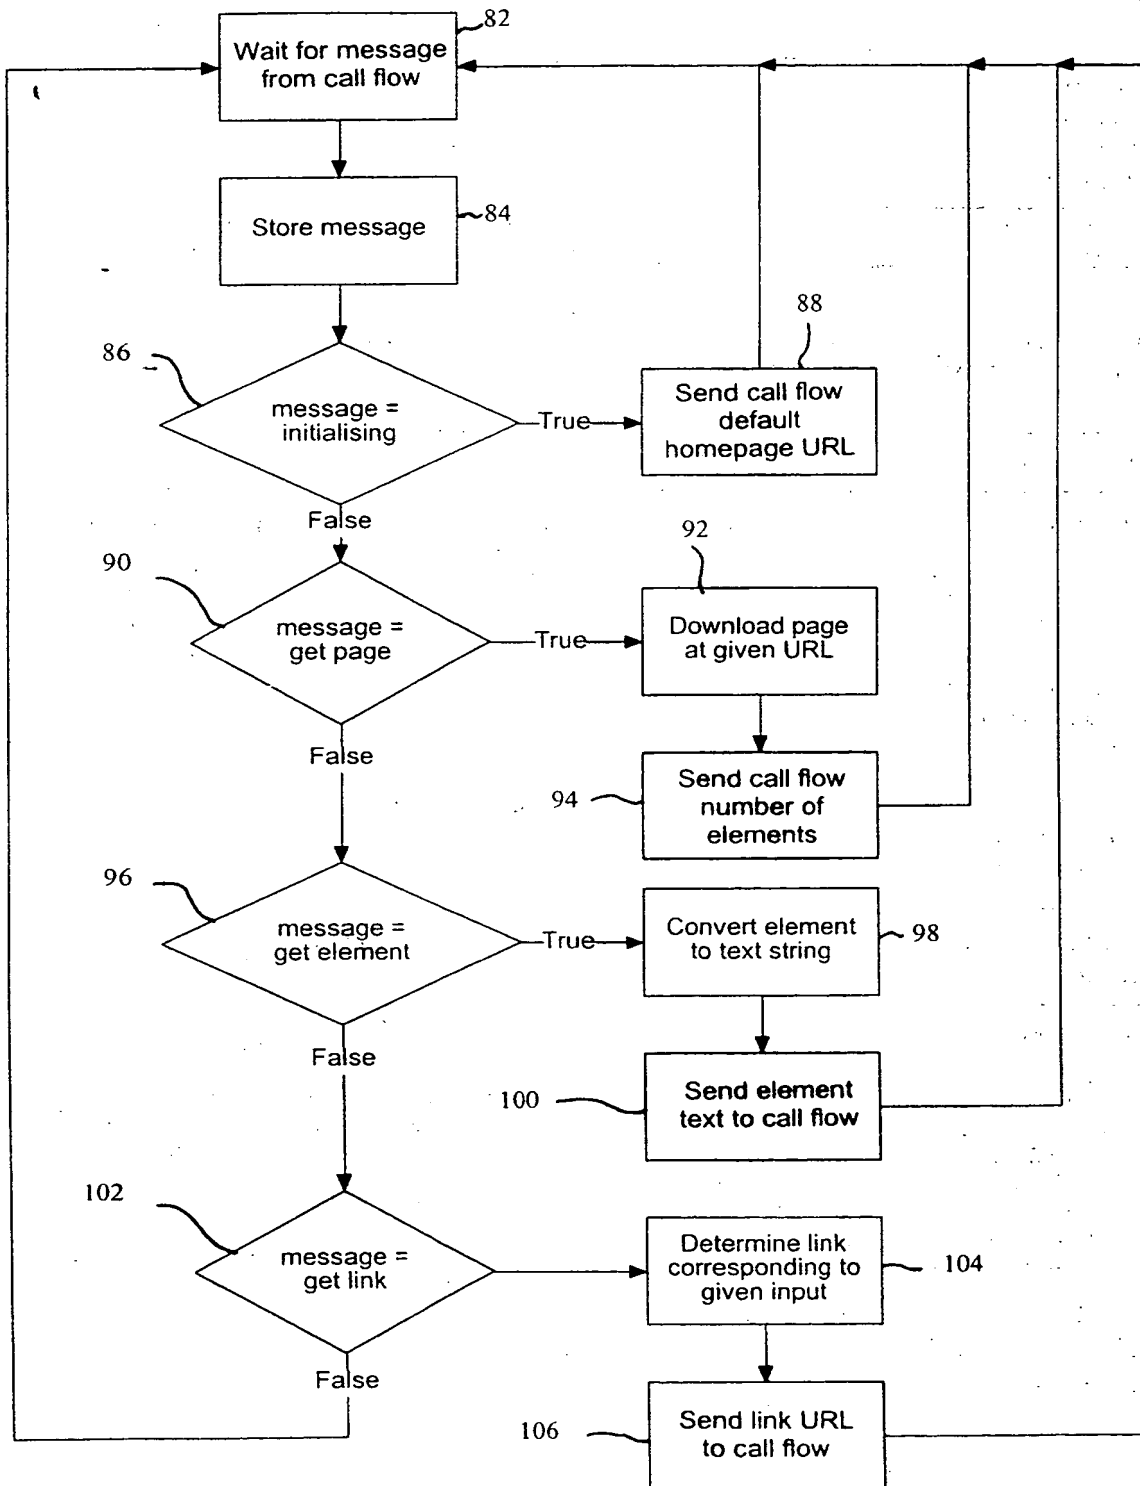 82
Wait for message
from call flow
84
Store message
86
message =
initialising
True
88
Send call flow
default
homepage URL
False
90
message =
get page
True
92
Download page
at given URL
False
94
Send call flow
number of
elements
96
message =
get element
True
Convert element
to text string
98
False
100
Send element
text to call flow
102
message =
get link
Determine link
corresponding to
given input
104
False
106
Send link URL
to call flow